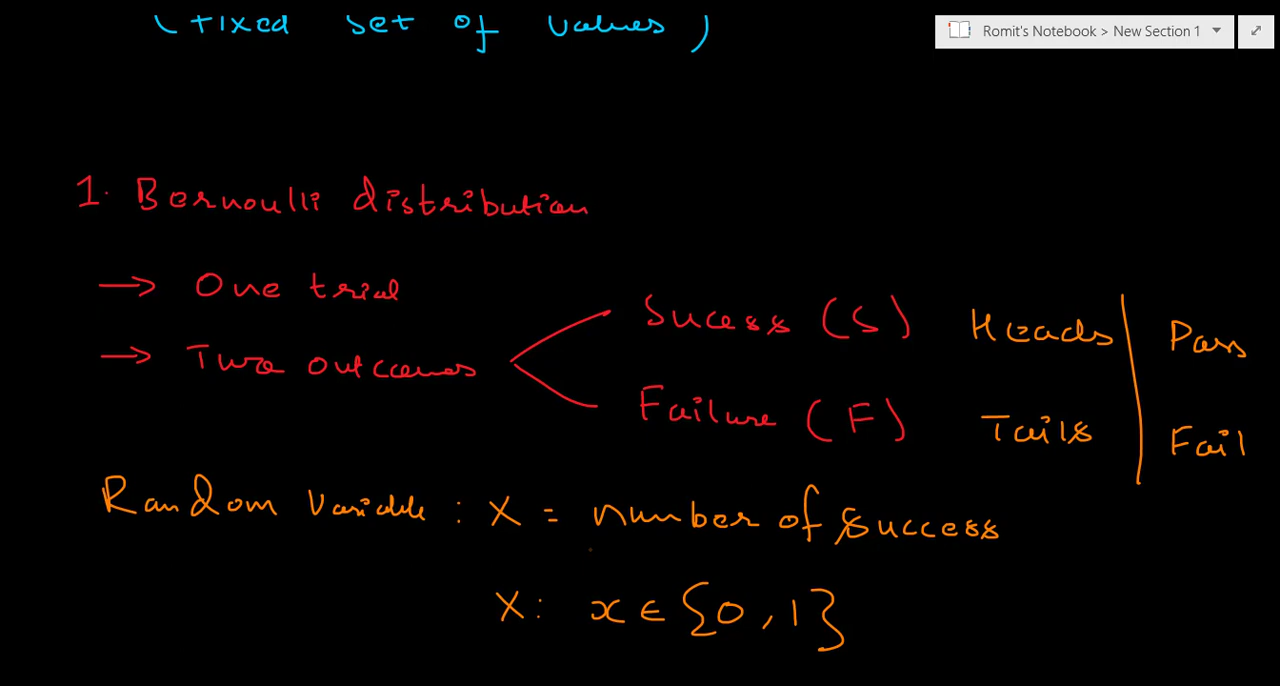 (fixed set of values)
Romit's Notebook > New Section 1
1. Bernoulli distribution
→ One trial
→ Two outcomes
Sucess (S) Heads Pass
Failure (F) Tails Fail
Random Variable : X = number of success
X: x ∈ {0, 1}